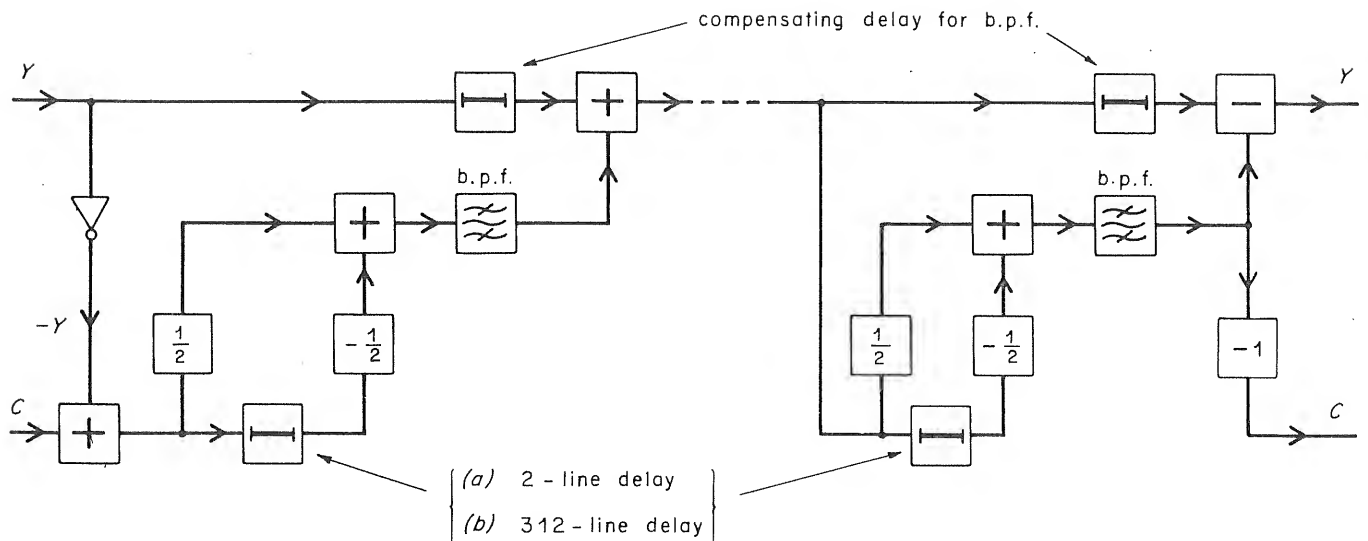 compensating delay for b.p.f.
Y
Y
+
−
b.p.f.
b.p.f.
+
+
−Y
1/2
−1/2
1/2
−1/2
−1
C
+
C
(a) 2-line delay
(b) 312-line delay